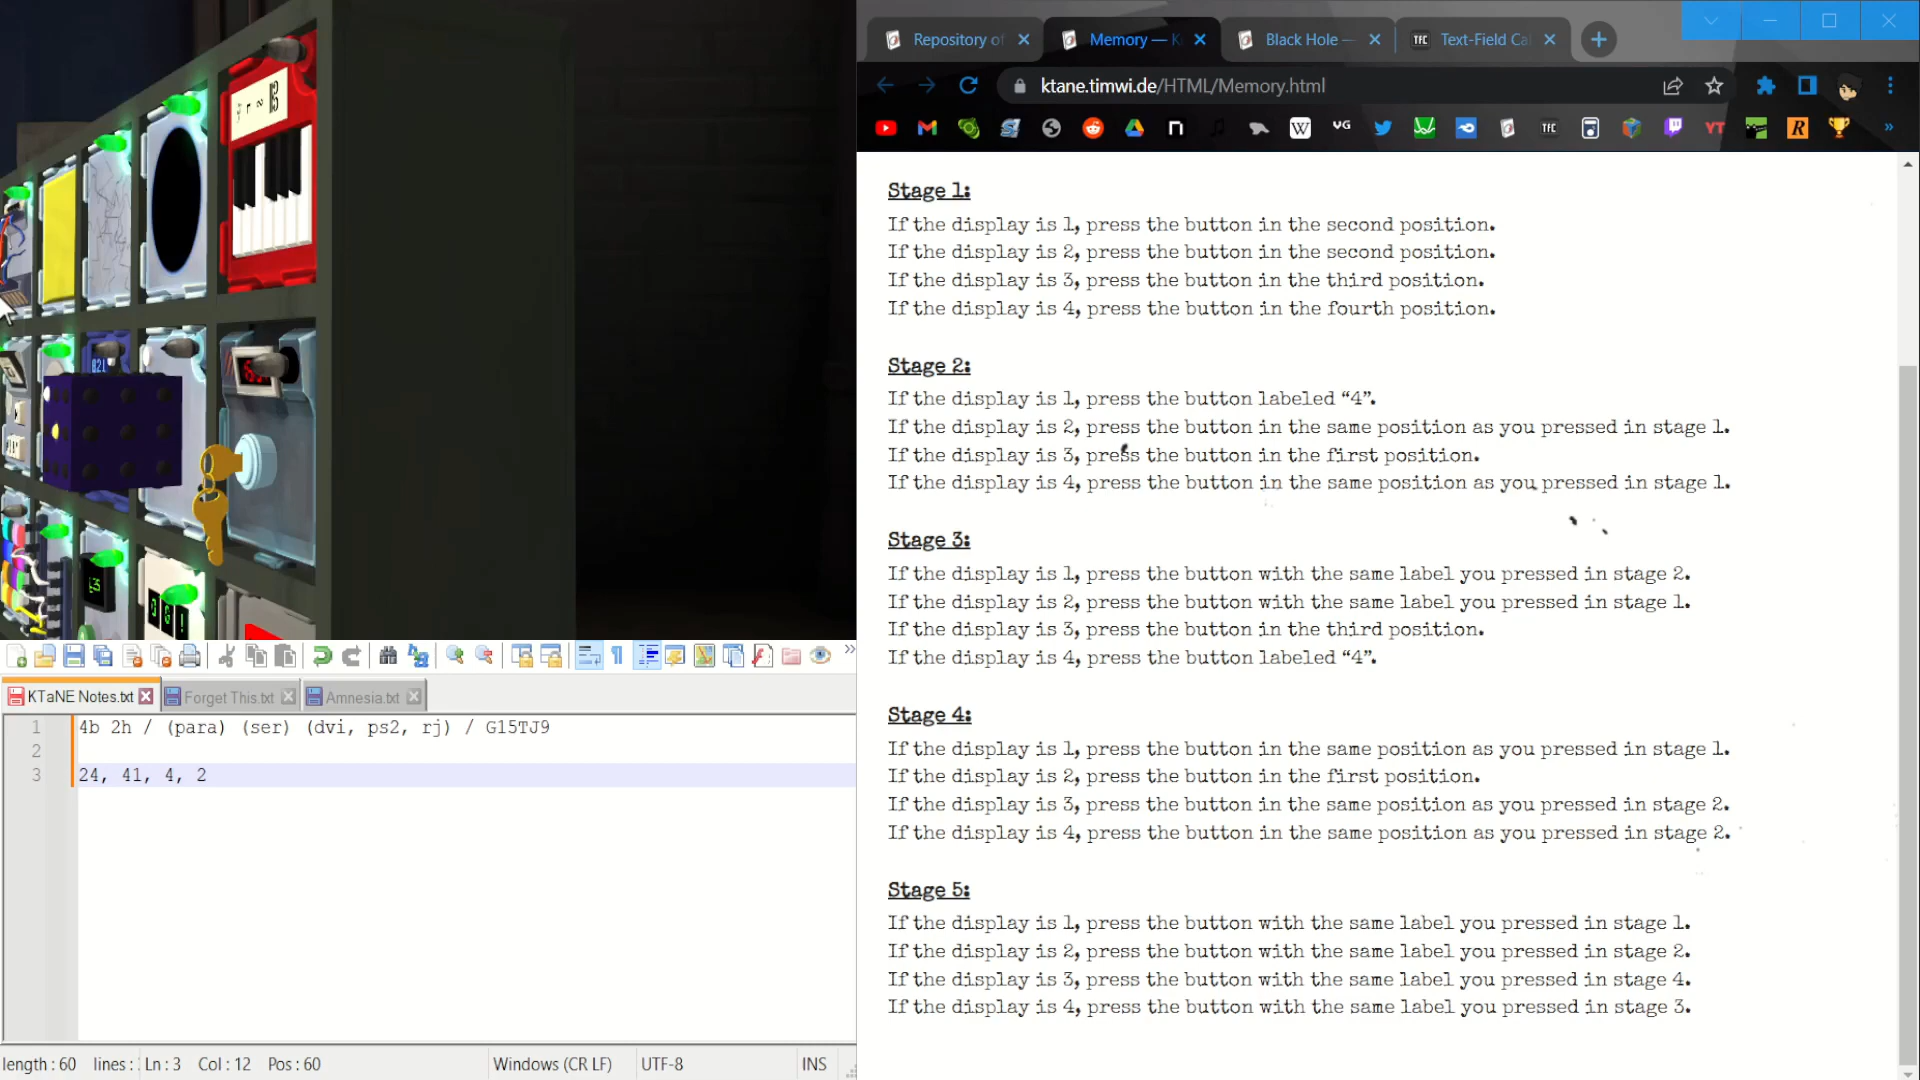 Repository of
Memory — K
Black Hole —
Text-Field Cal
ktane.timwi.de/HTML/Memory.html
Stage 1:
If the display is 1, press the button in the second position.
If the display is 2, press the button in the second position.
If the display is 3, press the button in the third position.
If the display is 4, press the button in the fourth position.
Stage 2:
If the display is 1, press the button labeled “4”.
If the display is 2, press the button in the same position as you pressed in stage 1.
If the display is 3, press the button in the first position.
If the display is 4, press the button in the same position as you pressed in stage 1.
Stage 3:
If the display is 1, press the button with the same label you pressed in stage 2.
If the display is 2, press the button with the same label you pressed in stage 1.
If the display is 3, press the button in the third position.
If the display is 4, press the button labeled “4”.
Stage 4:
If the display is 1, press the button in the same position as you pressed in stage 1.
If the display is 2, press the button in the first position.
If the display is 3, press the button in the same position as you pressed in stage 2.
If the display is 4, press the button in the same position as you pressed in stage 2.
Stage 5:
If the display is 1, press the button with the same label you pressed in stage 1.
If the display is 2, press the button with the same label you pressed in stage 2.
If the display is 3, press the button with the same label you pressed in stage 4.
If the display is 4, press the button with the same label you pressed in stage 3.
KTaNE Notes.txt
Forget This.txt
Amnesia.txt
1 4b 2h / (para) (ser) (dvi, ps2, rj) / G15TJ9
2
3 24, 41, 4, 2
length : 60 lines : Ln : 3 Col : 12 Pos : 60 Windows (CR LF) UTF-8 INS